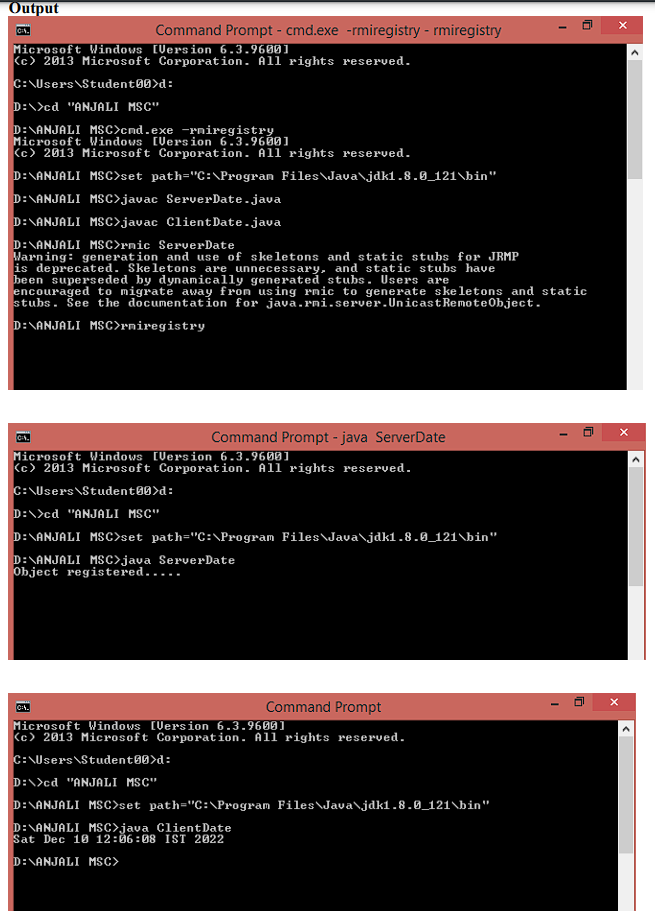 Output
Command Prompt - cmd.exe -rmiregistry - rmiregistry
Microsoft Windows [Version 6.3.9600]
(c) 2013 Microsoft Corporation. All rights reserved.
C:\Users\Student00>d:
D:\>cd "ANJALI MSC"
D:\ANJALI MSC>cmd.exe -rmiregistry
Microsoft Windows [Version 6.3.9600]
(c) 2013 Microsoft Corporation. All rights reserved.
D:\ANJALI MSC>set path="C:\Program Files\Java\jdk1.8.0_121\bin"
D:\ANJALI MSC>javac ServerDate.java
D:\ANJALI MSC>javac ClientDate.java
D:\ANJALI MSC>rmic ServerDate
Warning: generation and use of skeletons and static stubs for JRMP
is deprecated. Skeletons are unnecessary, and static stubs have
been superseded by dynamically generated stubs. Users are
encouraged to migrate away from using rmic to generate skeletons and static
stubs. See the documentation for java.rmi.server.UnicastRemoteObject.
D:\ANJALI MSC>rmiregistry
Command Prompt - java ServerDate
Microsoft Windows [Version 6.3.9600]
(c) 2013 Microsoft Corporation. All rights reserved.
C:\Users\Student00>d:
D:\>cd "ANJALI MSC"
D:\ANJALI MSC>set path="C:\Program Files\Java\jdk1.8.0_121\bin"
D:\ANJALI MSC>java ServerDate
Object registered.....
Command Prompt
Microsoft Windows [Version 6.3.9600]
(c) 2013 Microsoft Corporation. All rights reserved.
C:\Users\Student00>d:
D:\>cd "ANJALI MSC"
D:\ANJALI MSC>set path="C:\Program Files\Java\jdk1.8.0_121\bin"
D:\ANJALI MSC>java ClientDate
Sat Dec 10 12:06:08 IST 2022
D:\ANJALI MSC>